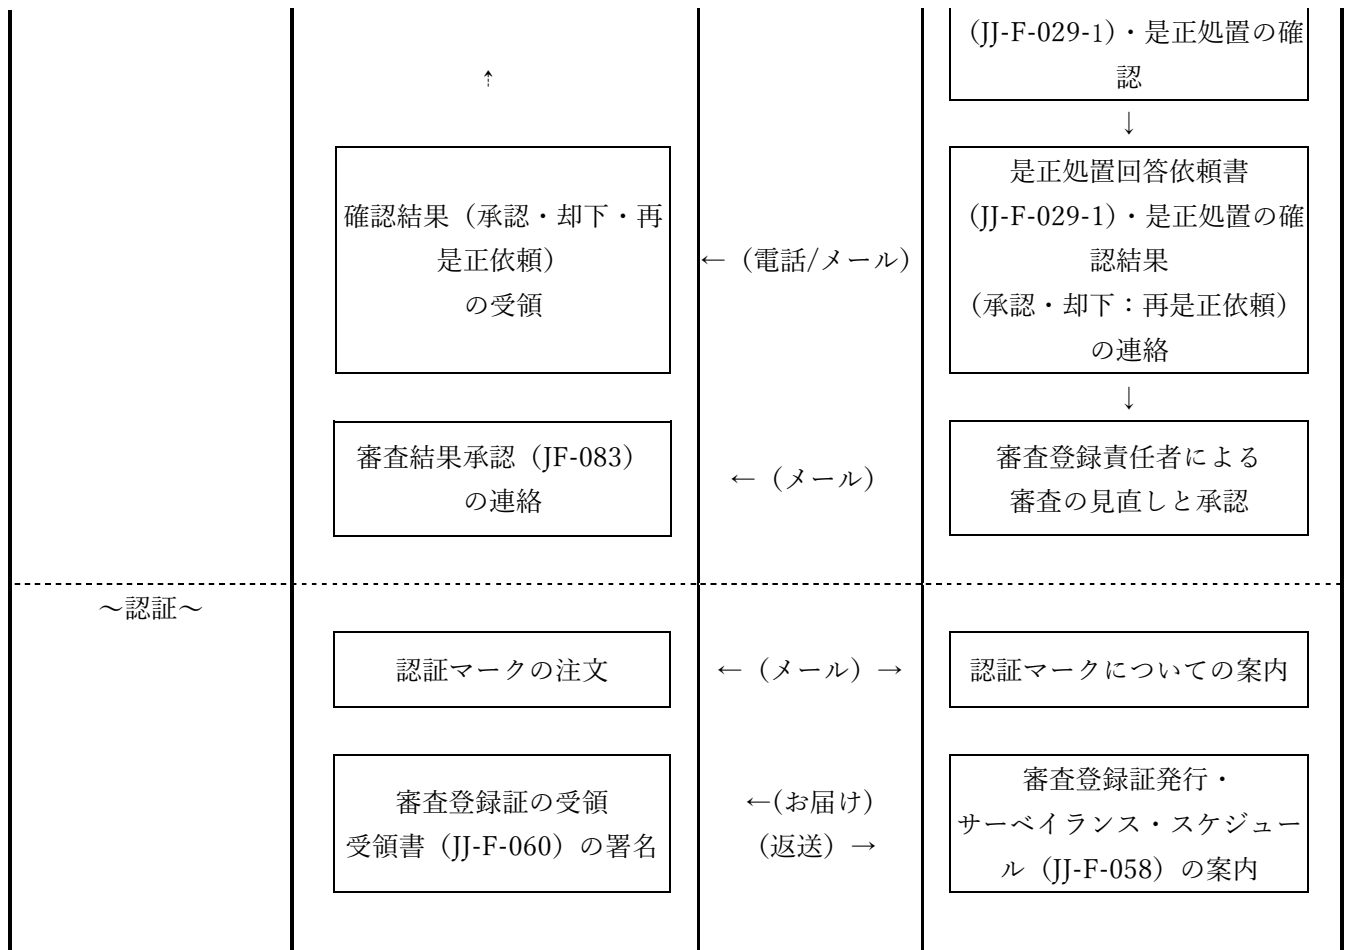 （JJ-F-029-1）・是正処置の確
認
↑
↓
確認結果（承認・却下・再
是正依頼）
の受領
←（電話/メール）
是正処置回答依頼書
（JJ-F-029-1）・是正処置の確
認結果
（承認・却下：再是正依頼）
の連絡
↓
審査結果承認（JF-083）
の連絡
←（メール）
審査登録責任者による
審査の見直しと承認
～認証～
認証マークの注文
←（メール）→
認証マークについての案内
審査登録証の受領
受領書（JJ-F-060）の署名
←(お届け)
（返送）→
審査登録証発行・
サーベイランス・スケジュー
ル（JJ-F-058）の案内